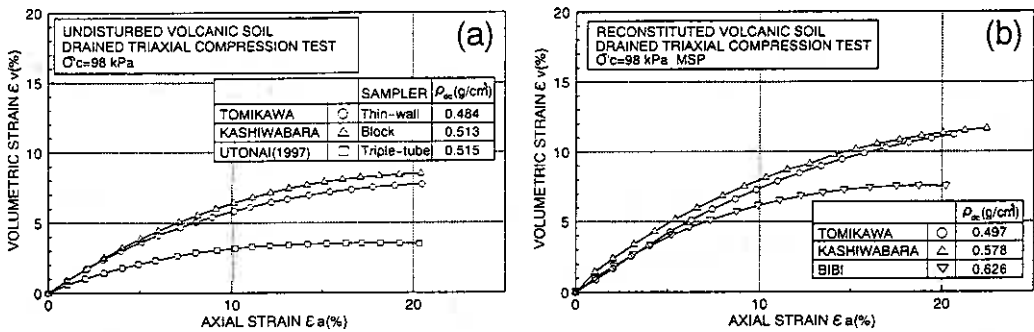 (a)
UNDISTURBED VOLCANIC SOIL
DRAINED TRIAXIAL COMPRESSION TEST
σ'c=98 kPa
SAMPLER ρdc(g/cm³)
TOMIKAWA Thin-wall 0.484
KASHIWABARA Block 0.513
UTONAI(1997) Triple-tube 0.515
VOLUMETRIC STRAIN εv(%)
20
15
10
5
0
0 10 20
AXIAL STRAIN εa(%)
(b)
RECONSTITUTED VOLCANIC SOIL
DRAINED TRIAXIAL COMPRESSION TEST
σ'c=98 kPa MSP
VOLUMETRIC STRAIN εv(%)
20
15
10
5
0
ρdc(g/cm³)
TOMIKAWA 0.497
KASHIWABARA 0.578
BIBI 0.626
0 10 20
AXIAL STRAIN εa(%)